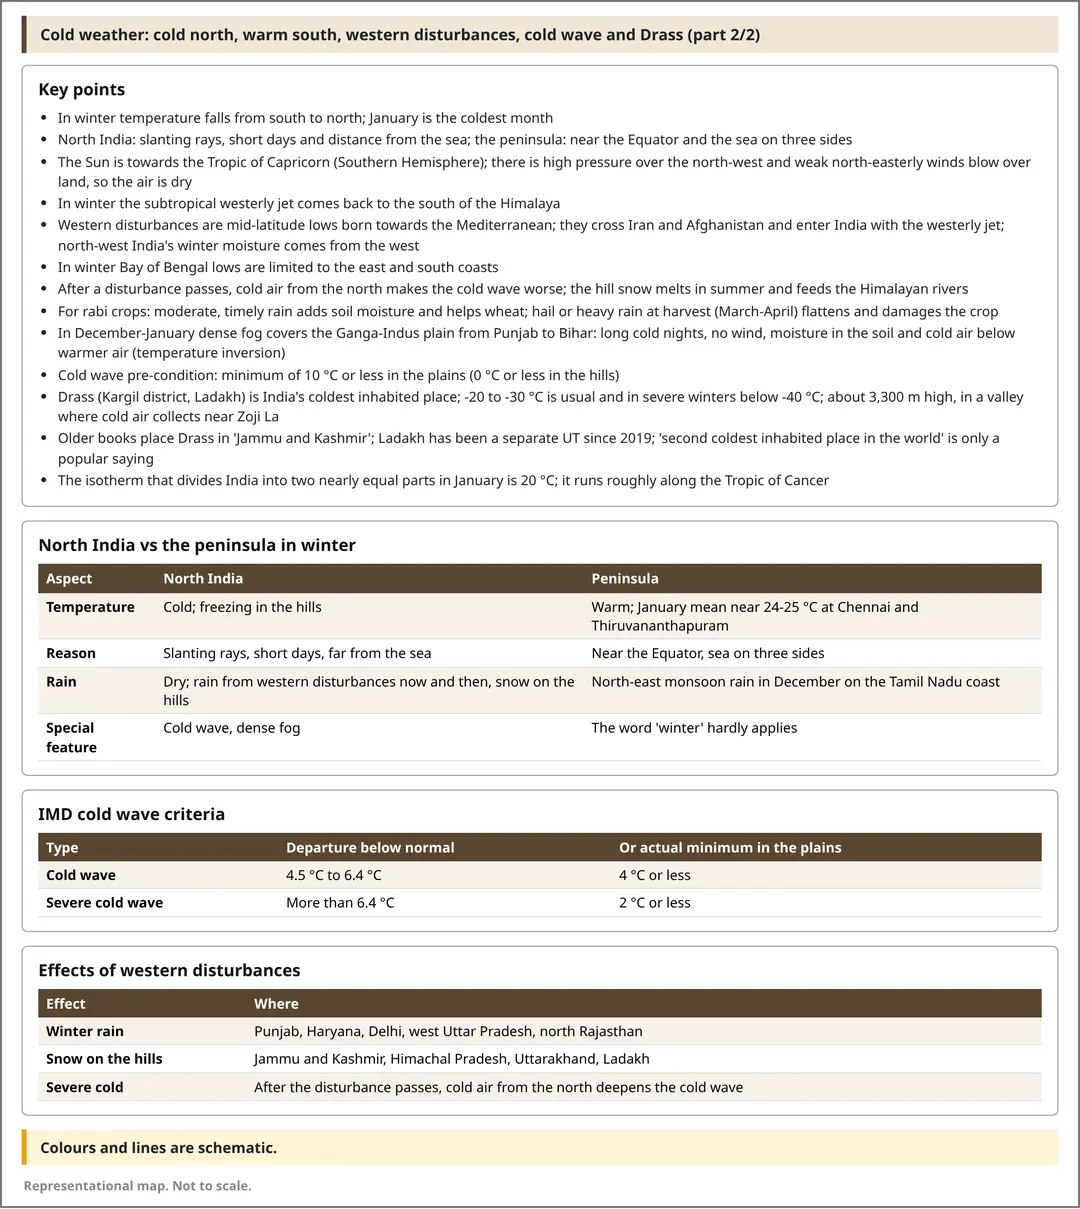 Cold weather: cold north, warm south, western disturbances, cold wave and Drass (part 2/2)
Key points
• In winter temperature falls from south to north; January is the coldest month
• North India: slanting rays, short days and distance from the sea; the peninsula: near the Equator and the sea on three sides
• The Sun is towards the Tropic of Capricorn (Southern Hemisphere); there is high pressure over the north-west and weak north-easterly winds blow over
land, so the air is dry
• In winter the subtropical westerly jet comes back to the south of the Himalaya
• Western disturbances are mid-latitude lows born towards the Mediterranean; they cross Iran and Afghanistan and enter India with the westerly jet;
north-west India's winter moisture comes from the west
• In winter Bay of Bengal lows are limited to the east and south coasts
• After a disturbance passes, cold air from the north makes the cold wave worse; the hill snow melts in summer and feeds the Himalayan rivers
• For rabi crops: moderate, timely rain adds soil moisture and helps wheat; hail or heavy rain at harvest (March-April) flattens and damages the crop
• In December-January dense fog covers the Ganga-Indus plain from Punjab to Bihar: long cold nights, no wind, moisture in the soil and cold air below
warmer air (temperature inversion)
• Cold wave pre-condition: minimum of 10 °C or less in the plains (0 °C or less in the hills)
• Drass (Kargil district, Ladakh) is India's coldest inhabited place; -20 to -30 °C is usual and in severe winters below -40 °C; about 3,300 m high, in a valley
where cold air collects near Zoji La
• Older books place Drass in 'Jammu and Kashmir'; Ladakh has been a separate UT since 2019; 'second coldest inhabited place in the world' is only a
popular saying
• The isotherm that divides India into two nearly equal parts in January is 20 °C; it runs roughly along the Tropic of Cancer
North India vs the peninsula in winter
Aspect North India Peninsula
Temperature Cold; freezing in the hills Warm; January mean near 24-25 °C at Chennai and
Thiruvananthapuram
Reason Slanting rays, short days, far from the sea Near the Equator, sea on three sides
Rain Dry; rain from western disturbances now and then, snow on the North-east monsoon rain in December on the Tamil Nadu coast
hills
Special Cold wave, dense fog The word 'winter' hardly applies
feature
IMD cold wave criteria
Type Departure below normal Or actual minimum in the plains
Cold wave 4.5 °C to 6.4 °C 4 °C or less
Severe cold wave More than 6.4 °C 2 °C or less
Effects of western disturbances
Effect Where
Winter rain Punjab, Haryana, Delhi, west Uttar Pradesh, north Rajasthan
Snow on the hills Jammu and Kashmir, Himachal Pradesh, Uttarakhand, Ladakh
Severe cold After the disturbance passes, cold air from the north deepens the cold wave
Colours and lines are schematic.
Representational map. Not to scale.